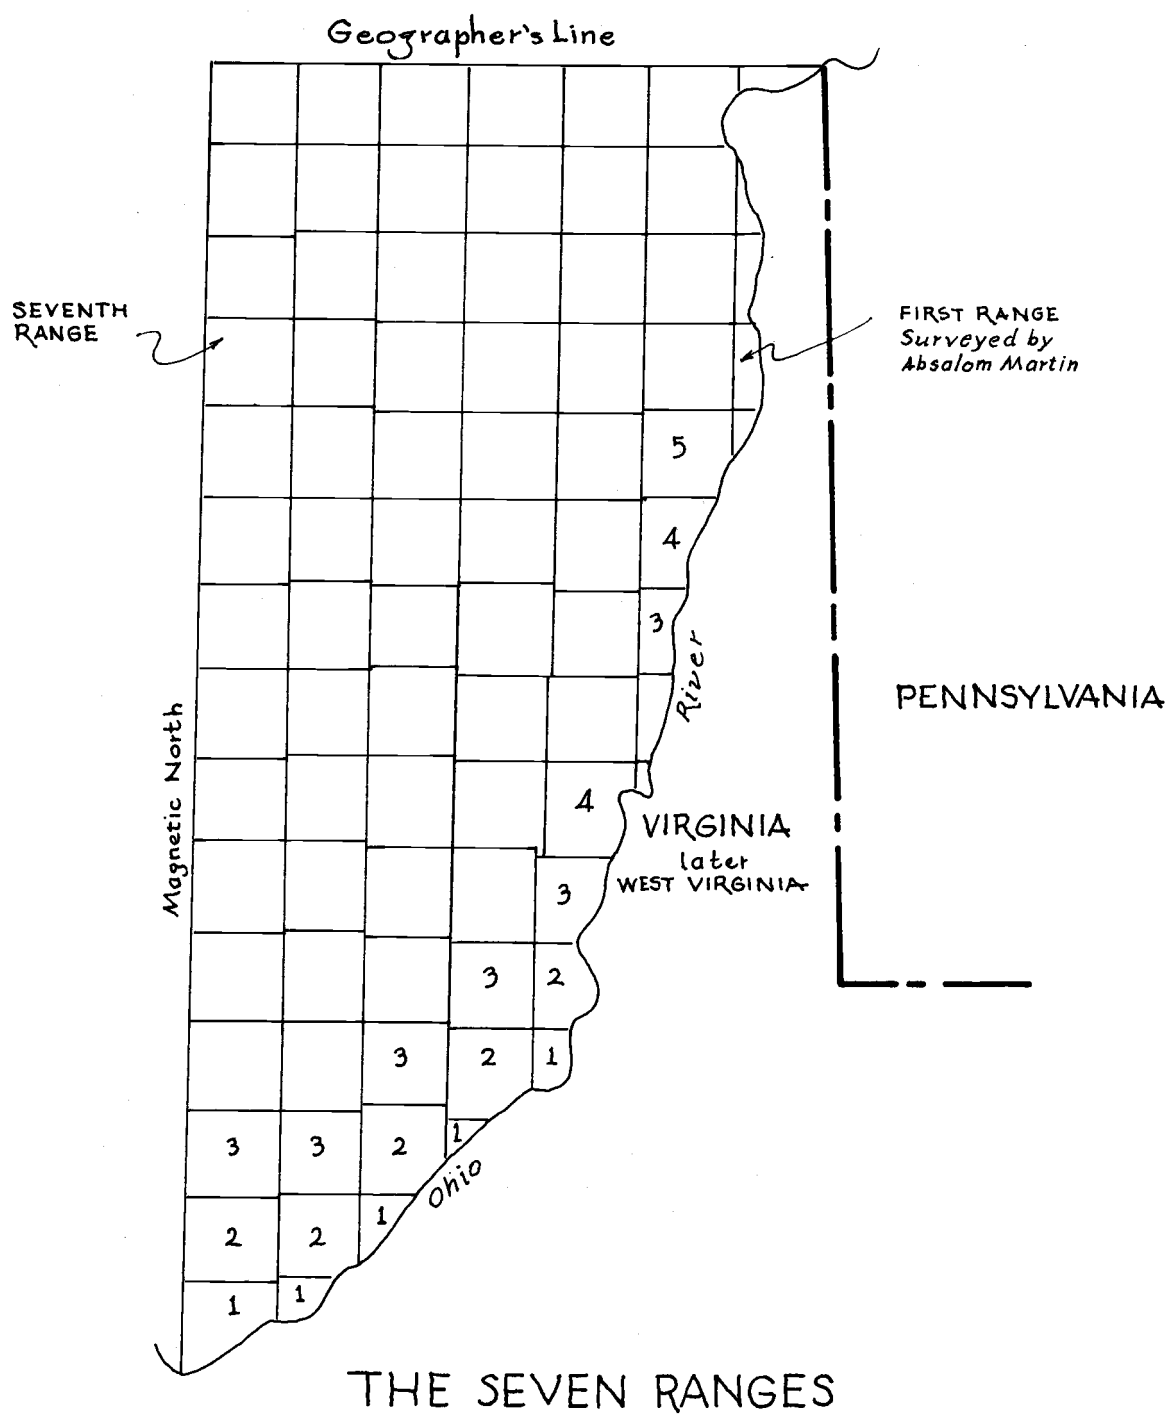 Geographer's Line
SEVENTH
RANGE
FIRST RANGE
Surveyed by
Absalom Martin
5
4
3
River
PENNSYLVANIA
Magnetic North
4
VIRGINIA
later
WEST VIRGINIA
3
3 2
3 2 1
3 3 2 1
Ohio
2 2 1
1 1
THE SEVEN RANGES